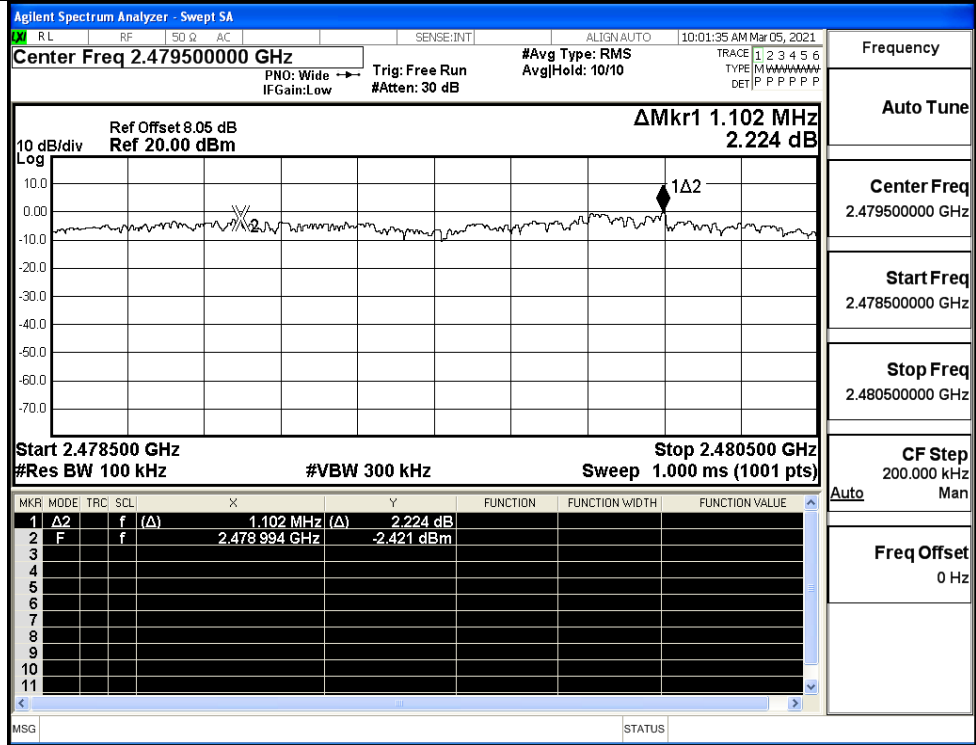 Agilent Spectrum Analyzer - Swept SA
LXI RL RF 50 Ω AC SENSE:INT ALIGN AUTO 10:01:35 AM Mar 05, 2021
Center Freq 2.479500000 GHz
PNO: Wide
IFGain:Low
Trig: Free Run
#Atten: 30 dB
#Avg Type: RMS
Avg|Hold: 10/10
TRACE 1 2 3 4 5 6
TYPE M WWWWW
DET P P P P P P
Ref Offset 8.05 dB
Ref 20.00 dBm
10 dB/div
Log
ΔMkr1 1.102 MHz
2.224 dB
10.0
0.00
-10.0
-20.0
-30.0
-40.0
-50.0
-60.0
-70.0
1Δ2
2
Start 2.478500 GHz
Stop 2.480500 GHz
#Res BW 100 kHz
#VBW 300 kHz
Sweep 1.000 ms (1001 pts)
MKR MODE TRC SCL X Y FUNCTION FUNCTION WIDTH FUNCTION VALUE
1 Δ2 f (Δ) 1.102 MHz (Δ) 2.224 dB
2 F f 2.478 994 GHz -2.421 dBm
3
4
5
6
7
8
9
10
11
MSG
STATUS
Frequency
Auto Tune
Center Freq
2.479500000 GHz
Start Freq
2.478500000 GHz
Stop Freq
2.480500000 GHz
CF Step
200.000 kHz
Auto Man
Freq Offset
0 Hz